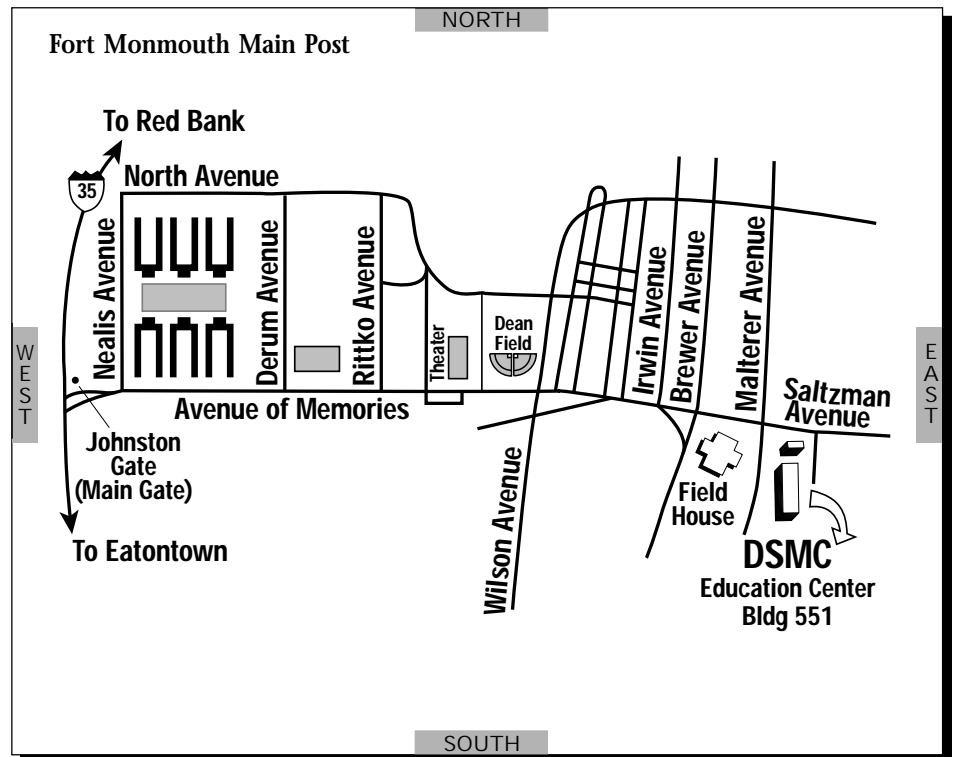 NORTH
Fort Monmouth Main Post
To Red Bank
35
North Avenue
Nealis Avenue
Derum Avenue
Rittko Avenue
Theater
Dean
Field
Irwin Avenue
Brewer Avenue
Malterer Avenue
WEST
EAST
Saltzman
Avenue
Avenue of Memories
Johnston
Gate
(Main Gate)
Wilson Avenue
Field
House
To Eatontown
DSMC
Education Center
Bldg 551
SOUTH